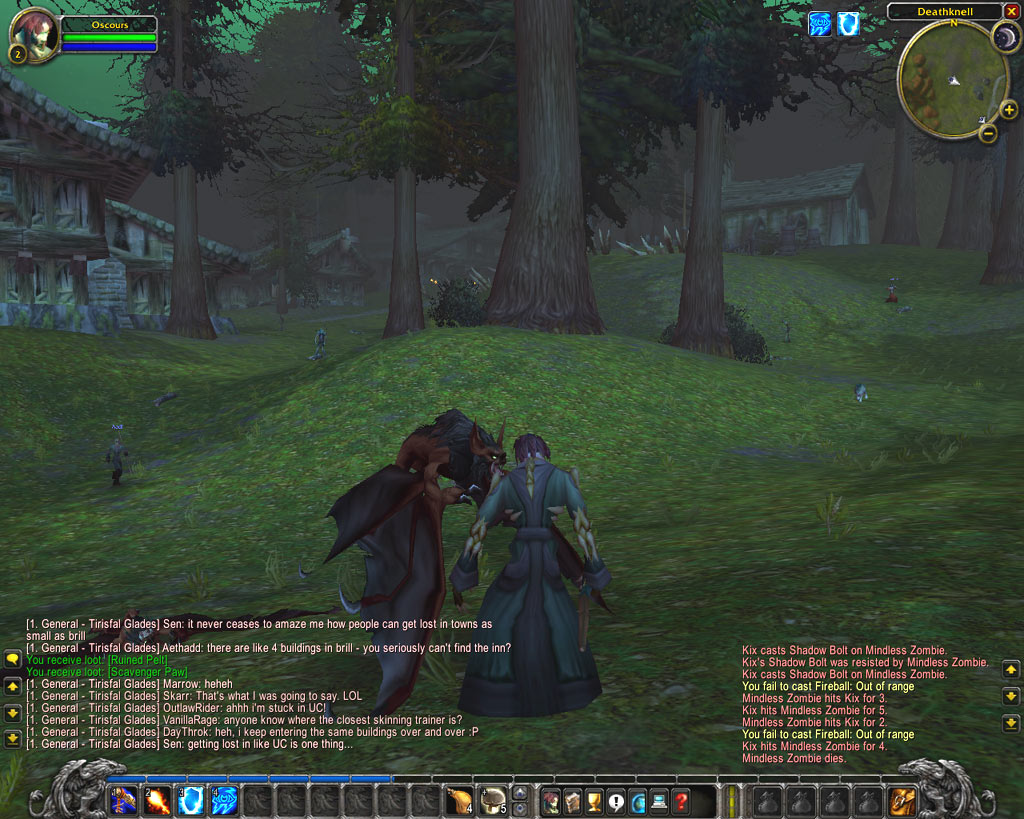 Oscours
2
Deathknell
N
[1. General - Tirisfal Glades] Sen: it never ceases to amaze me how people can get lost in towns as
small as brill
[1. General - Tirisfal Glades] Aethadd: there are like 4 buildings in brill - you seriously can't find the inn?
You receive loot: [Ruined Pelt]
You receive loot: [Scavenger Paw]
[1. General - Tirisfal Glades] Marrow: heheh
[1. General - Tirisfal Glades] Skarr: That's what I was going to say. LOL
[1. General - Tirisfal Glades] OutlawRider: ahhh i'm stuck in UC!
[1. General - Tirisfal Glades] VanillaRage: anyone know where the closest skinning trainer is?
[1. General - Tirisfal Glades] DayThrok: heh, i keep entering the same buildings over and over :P
[1. General - Tirisfal Glades] Sen: getting lost in like UC is one thing...
Kix casts Shadow Bolt on Mindless Zombie.
Kix's Shadow Bolt was resisted by Mindless Zombie.
Kix casts Shadow Bolt on Mindless Zombie.
You fail to cast Fireball: Out of range
Mindless Zombie hits Kix for 3.
Kix hits Mindless Zombie for 5.
Mindless Zombie hits Kix for 2.
You fail to cast Fireball: Out of range
Kix hits Mindless Zombie for 4.
Mindless Zombie dies.
1 2 3 4
4 5